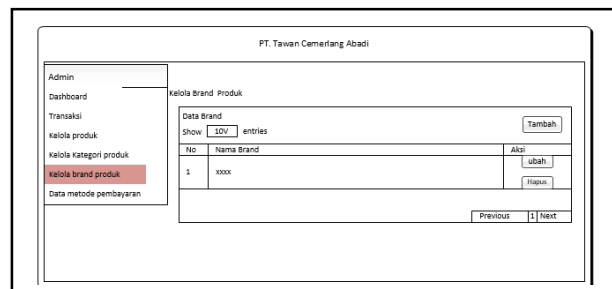 PT. Tawan Cemerlang Abadi
Admin
Dashboard
Transaksi
Kelola produk
Kelola Kategori produk
Kelola brand produk
Data metode pembayaran
Kelola Brand Produk
Data Brand
Show 10V entries
Tambah
No Nama Brand Aksi
1 xxxx ubah
Hapus
Previous 1 Next